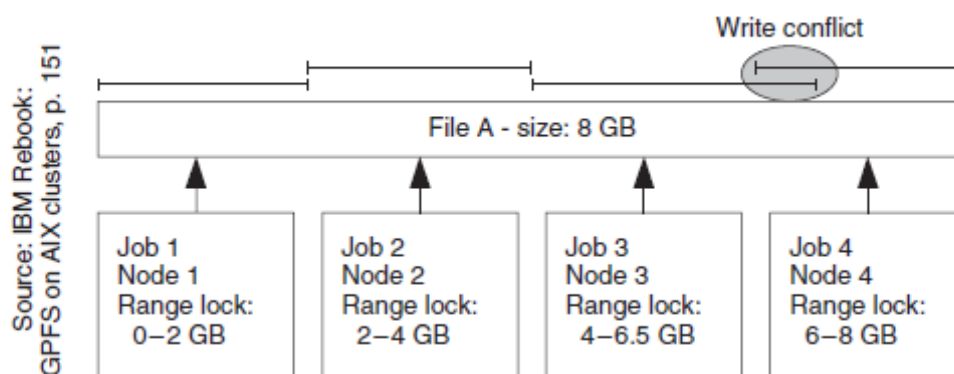 Source: IBM Rebook:
GPFS on AIX clusters, p. 151
Write conflict
File A - size: 8 GB
Job 1
Node 1
Range lock:
0–2 GB
Job 2
Node 2
Range lock:
2–4 GB
Job 3
Node 3
Range lock:
4–6.5 GB
Job 4
Node 4
Range lock:
6–8 GB